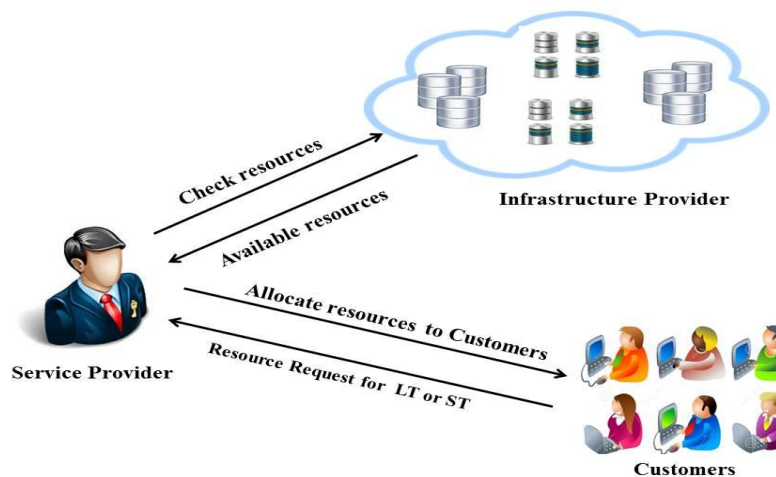 Check resources
Infrastructure Provider
Available resources
Allocate resources to Customers
Service Provider
Resource Request for LT or ST
Customers